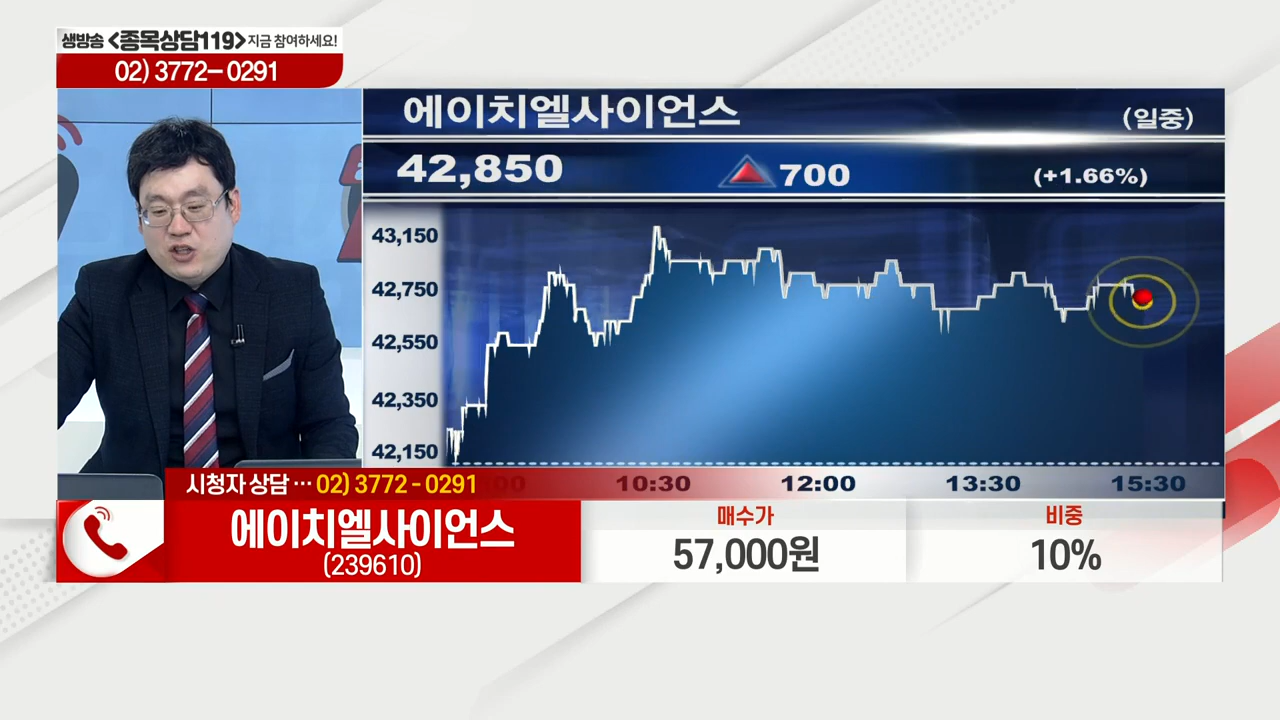 생방송 <종목상담119> 지금 참여하세요!
02) 3772-0291
에이치엘사이언스
(일중)
42,850
700
(+1.66%)
43,150
42,750
42,550
42,350
42,150
10:30
12:00
13:30
15:30
시청자 상담 ··· 02) 3772 - 0291
에이치엘사이언스
(239610)
매수가
57,000원
비중
10%